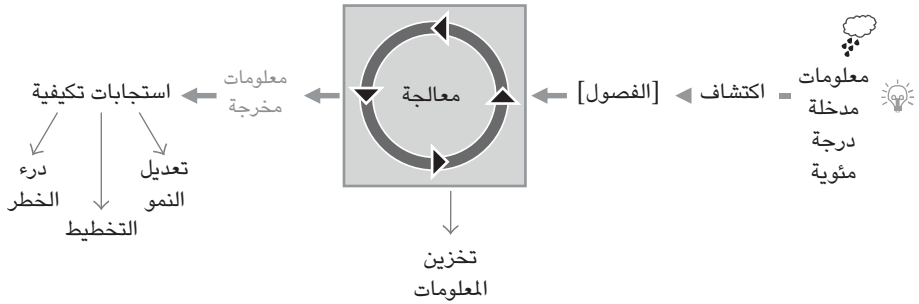 معلومات
مدخلة
درجة
مئوية
اكتشاف
[الفصول]
معالجة
تخزين
المعلومات
معلومات
مخرجة
استجابات تكيفية
تعديل
النمو
التخطيط
درء
الخطر